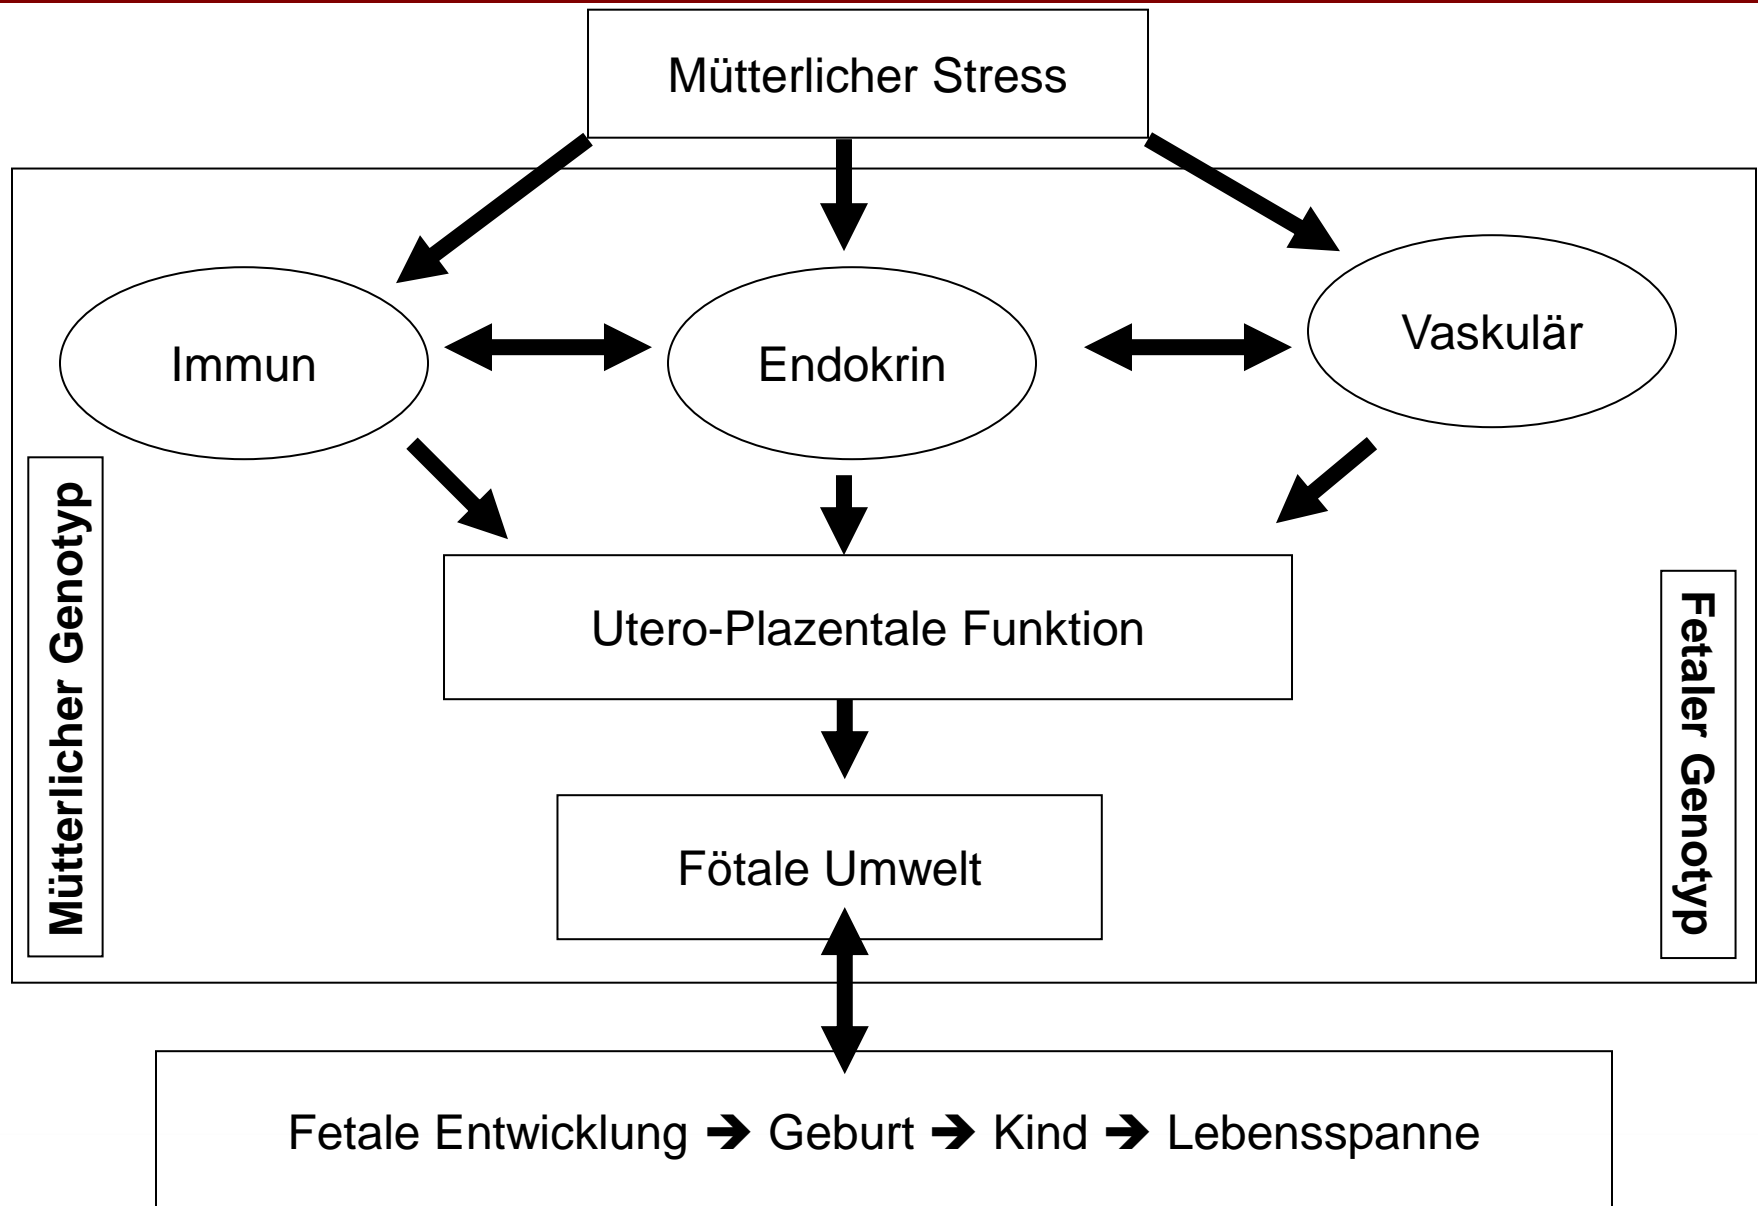 Mütterlicher Stress
Immun
Endokrin
Vaskulär
Mütterlicher Genotyp
Fetaler Genotyp
Utero-Plazentale Funktion
Fötale Umwelt
Fetale Entwicklung ➔ Geburt ➔ Kind ➔ Lebensspanne